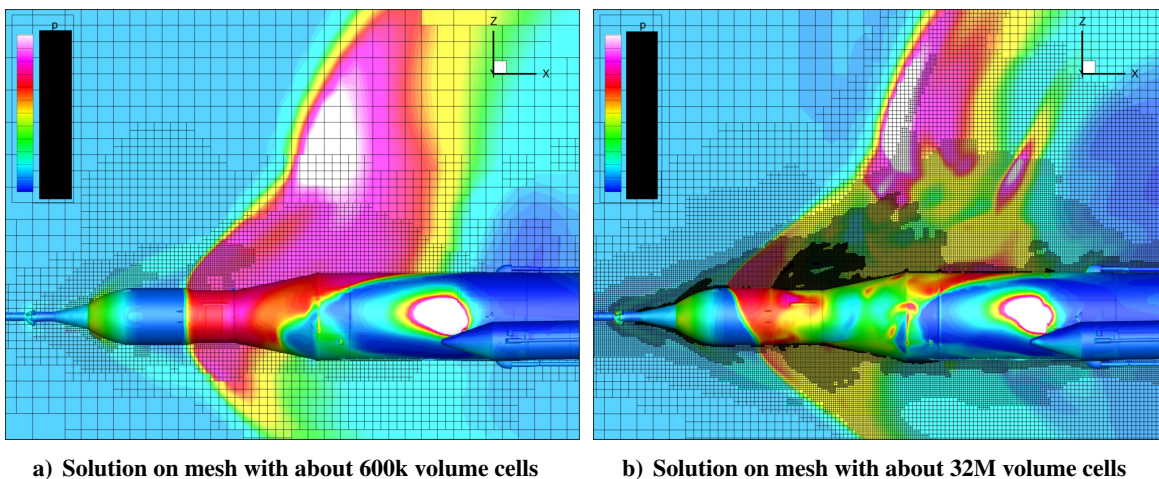 p
Z
Y
X
p
Z
Y
X
a) Solution on mesh with about 600k volume cells
b) Solution on mesh with about 32M volume cells